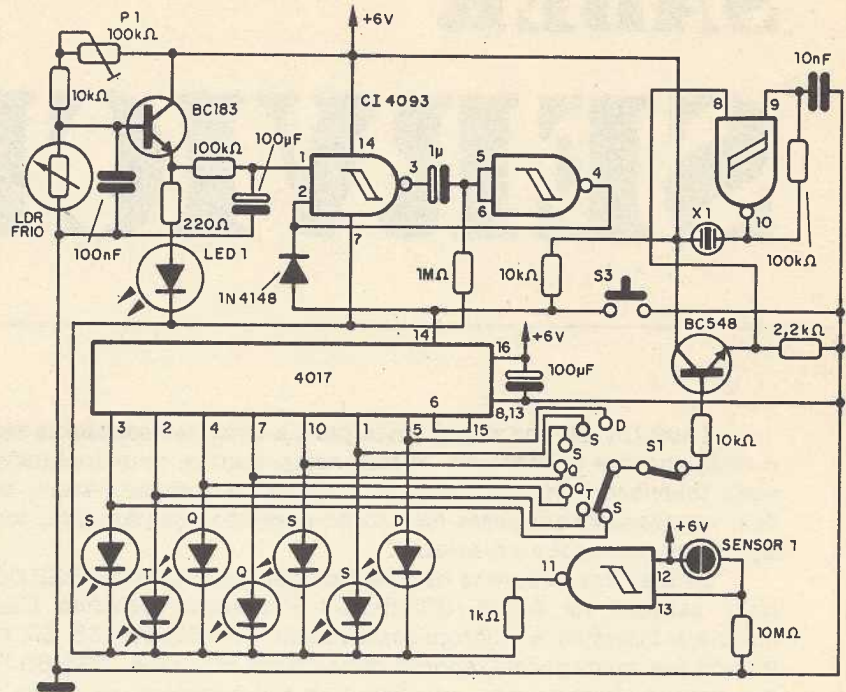 +6V
P1
100kΩ
10nF
10kΩ
BC183
CI 4093
8
9
100kΩ
100µF
1
14
3
1µ
5
2
6
4
LDR
FRIO
100nF
220Ω
7
X1
10
LED 1
1MΩ
10kΩ
S3
100kΩ
1N4148
BC548
2,2kΩ
14
16
+6V
100µF
4017
8,13
3
2
4
7
10
1
5
6
15
10kΩ
D
S
S
Q
Q
T
S
S1
S
Q
S
D
T
Q
S
+6V
SENSOR 1
11
12
13
1kΩ
10MΩ